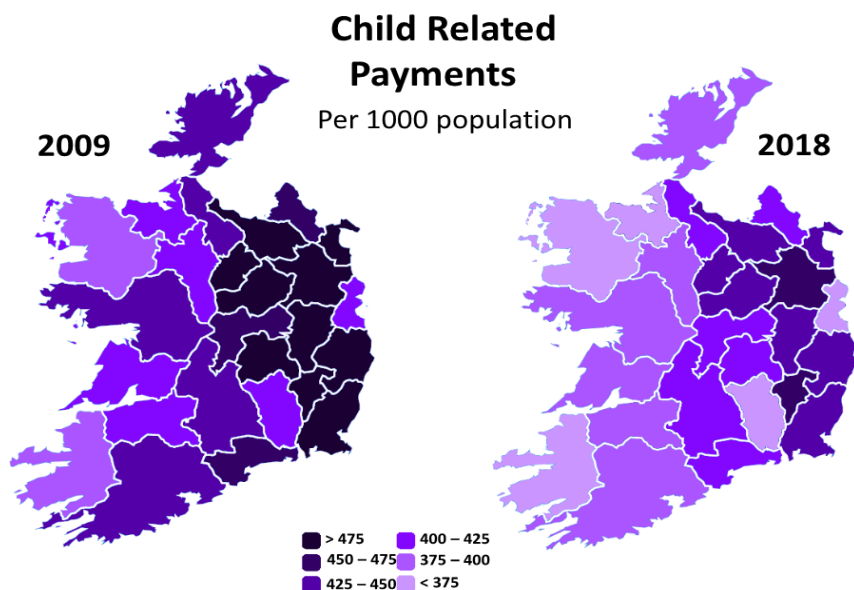 Child Related
Payments
Per 1000 population
2009
2018
> 475
400 – 425
450 – 475
375 – 400
425 – 450
< 375